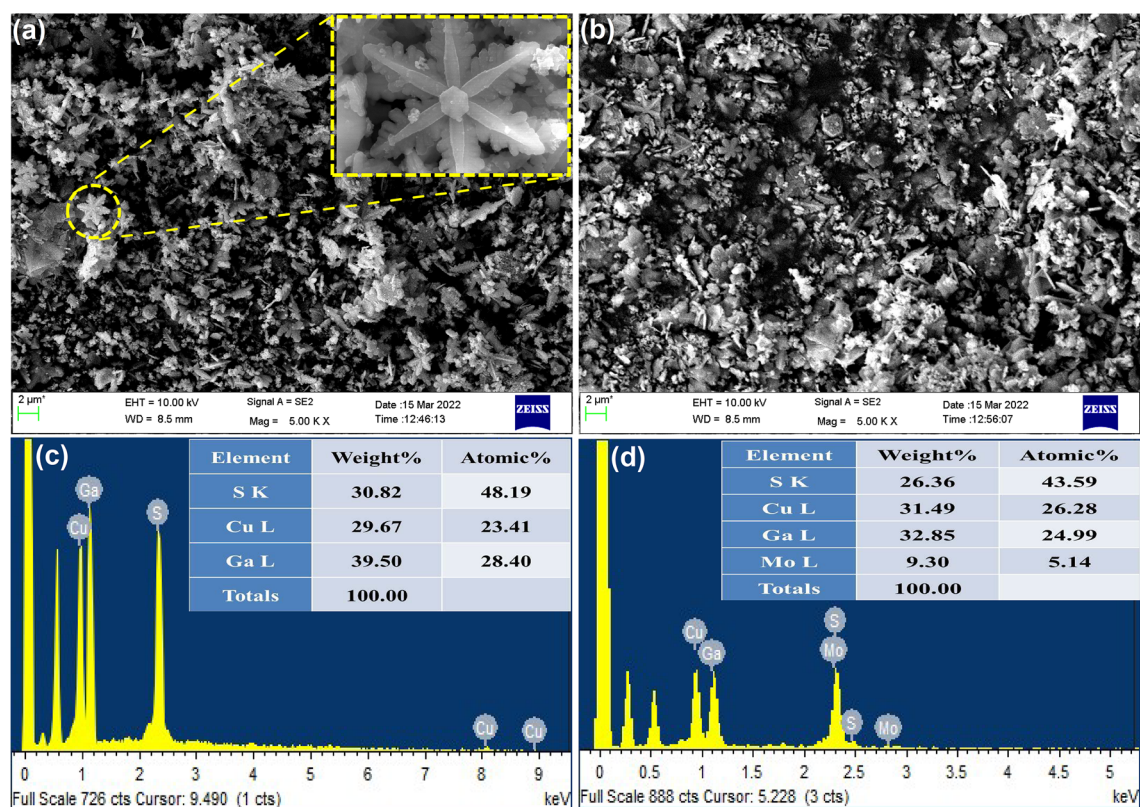 (a)
2 µm*
EHT = 10.00 kV
Signal A = SE2
Date :15 Mar 2022
WD = 8.5 mm
Mag = 5.00 K X
Time :12:46:13
ZEISS
(b)
2 µm*
EHT = 10.00 kV
Signal A = SE2
Date :15 Mar 2022
WD = 8.5 mm
Mag = 5.00 K X
Time :12:56:07
ZEISS
(c)
Element Weight% Atomic%
S K 30.82 48.19
Cu L 29.67 23.41
Ga L 39.50 28.40
Totals 100.00
Ga
Cu
S
Cu
Cu
0 1 2 3 4 5 6 7 8 9
Full Scale 726 cts Cursor: 9.490 (1 cts) keV
(d)
Element Weight% Atomic%
S K 26.36 43.59
Cu L 31.49 26.28
Ga L 32.85 24.99
Mo L 9.30 5.14
Totals 100.00
Cu
Ga
S
Mo
S
Mo
0 0.5 1 1.5 2 2.5 3 3.5 4 4.5 5
Full Scale 888 cts Cursor: 5.228 (3 cts) keV